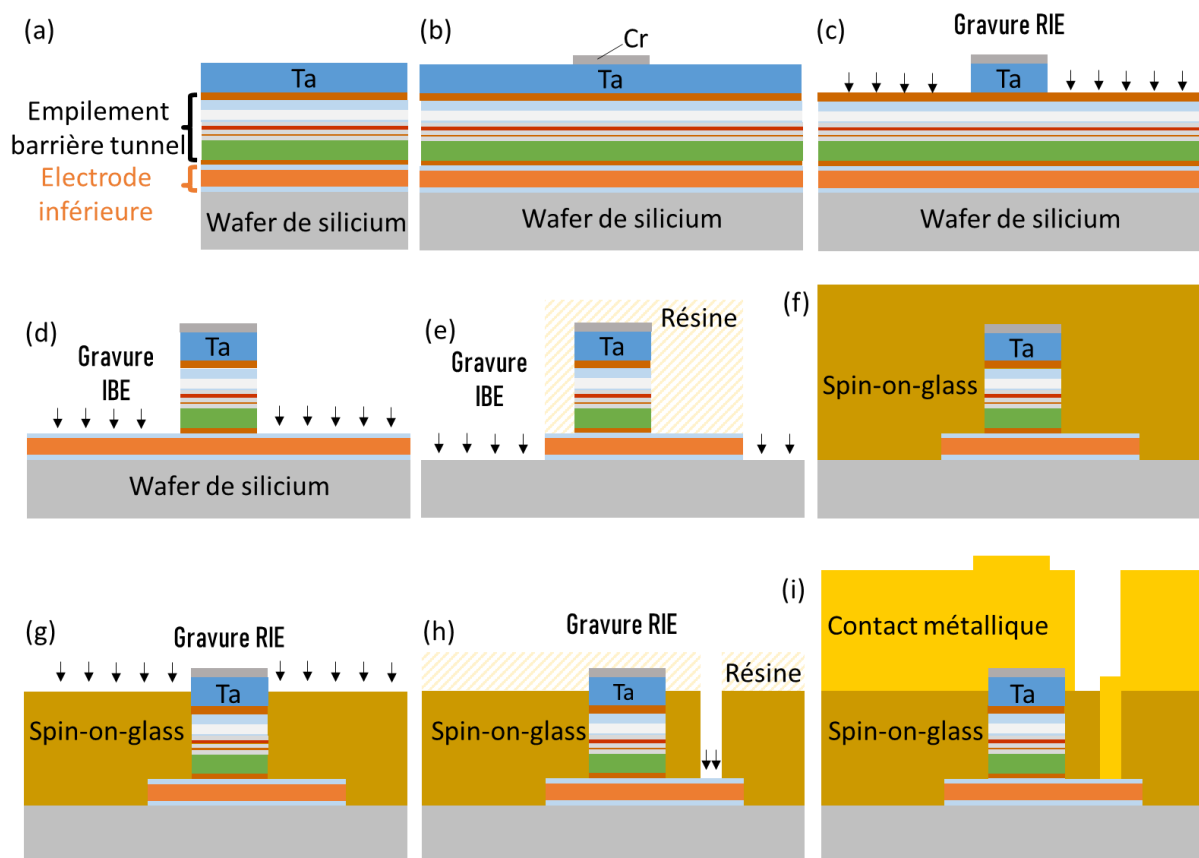 (a)
Ta
Empilement
barrière tunnel
Electrode
inférieure
Wafer de silicium
(b)
Cr
Ta
Wafer de silicium
(c)
Gravure RIE
Ta
Wafer de silicium
(d)
Gravure
IBE
Ta
Wafer de silicium
(e)
Gravure
IBE
Résine
Ta
(f)
Spin-on-glass
Ta
(g)
Gravure RIE
Ta
Spin-on-glass
(h)
Gravure RIE
Résine
Ta
Spin-on-glass
(i)
Contact métallique
Ta
Spin-on-glass